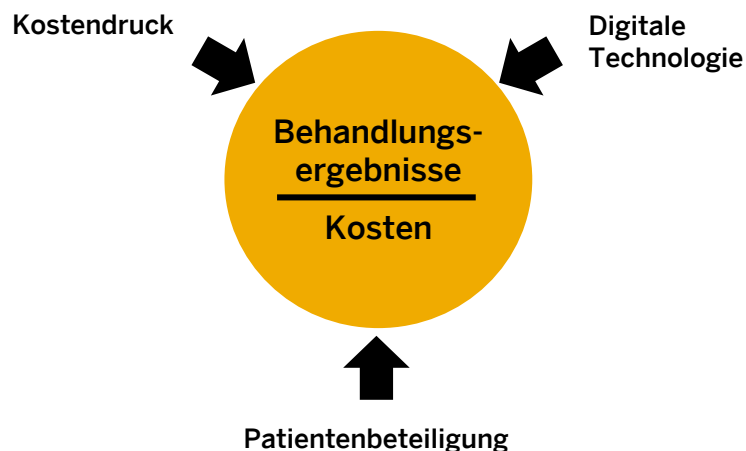 Kostendruck
Digitale
Technologie
Behandlungs-
ergebnisse
Kosten
Patientenbeteiligung